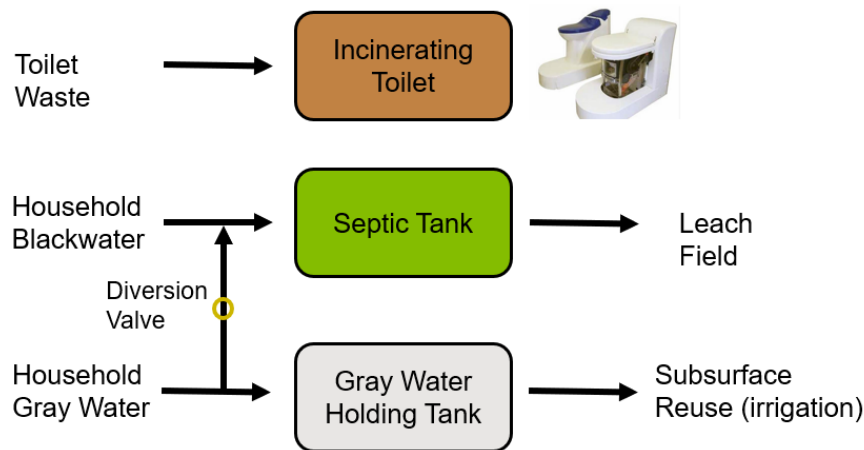 Toilet
Waste
Incinerating
Toilet
Household
Blackwater
Septic Tank
Leach
Field
Diversion
Valve
Household
Gray Water
Gray Water
Holding Tank
Subsurface
Reuse (irrigation)